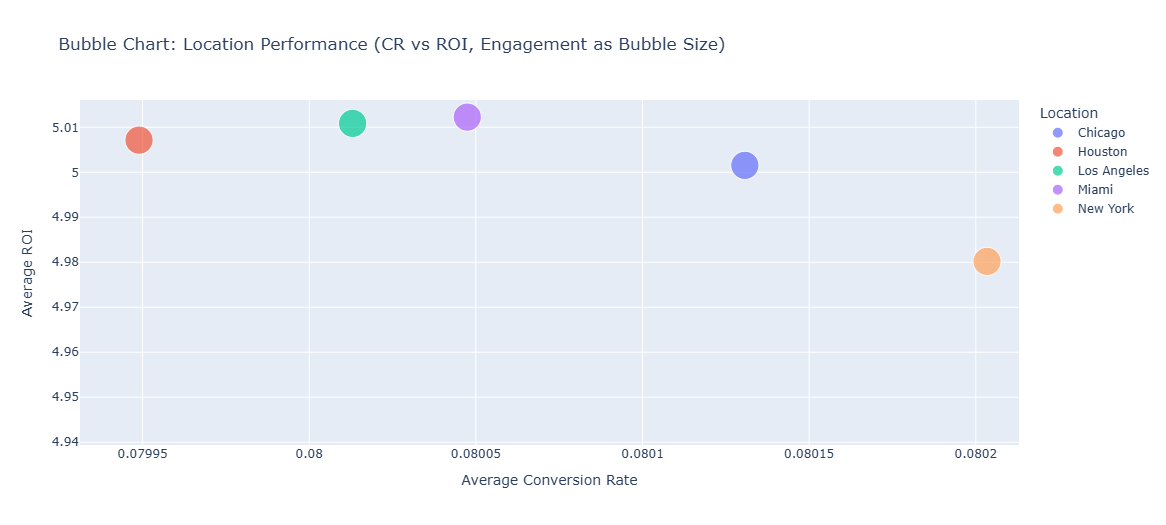 Bubble Chart: Location Performance (CR vs ROI, Engagement as Bubble Size)
Average ROI
5.01
5
4.99
4.98
4.97
4.96
4.95
4.94
0.07995
0.08
0.08005
0.0801
0.08015
0.0802
Average Conversion Rate
Location
Chicago
Houston
Los Angeles
Miami
New York